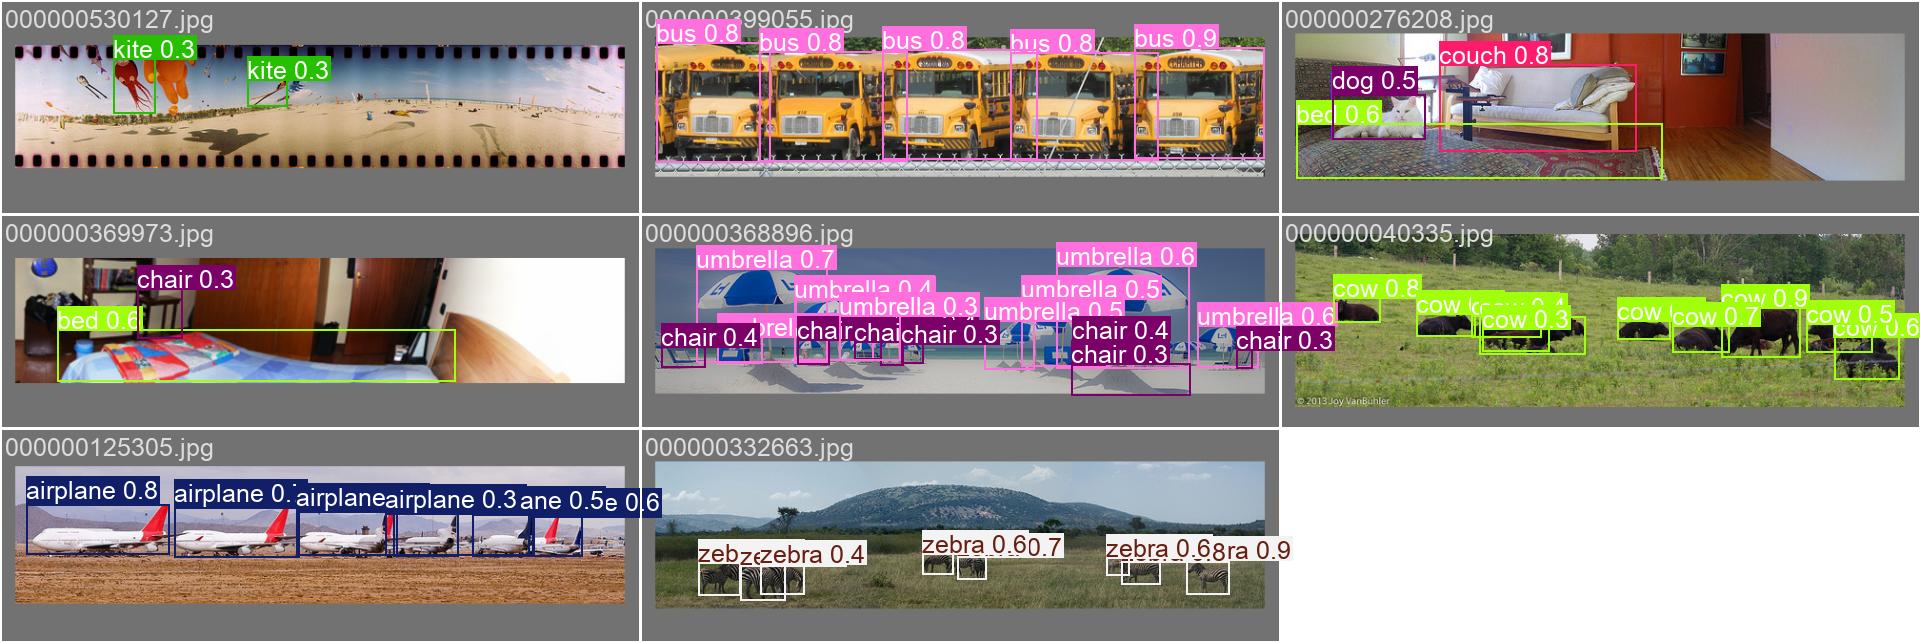 000000530127.jpg
kite 0.3
kite 0.3
000000399055.jpg
bus 0.8
bus 0.8
bus 0.8
bus 0.8
bus 0.9
000000276208.jpg
couch 0.8
dog 0.5
bed 0.6
000000369973.jpg
chair 0.3
bed 0.6
000000368896.jpg
umbrella 0.7
umbrella 0.6
umbrella 0.4
umbrella 0.5
umbrella 0.3
umbrella 0.5
umbrella 0.6
chair 0.4
chair 0.3
chair 0.4
chair 0.3
chair 0.3
000000040335.jpg
cow 0.8
cow
cow 0.4
cow 0.3
cow
cow 0.7
cow 0.9
cow 0.5
cow 0.6
© 2013 Joy VanBuhler
000000125305.jpg
airplane 0.8
airplane 0.
airplane
airplane 0.3
ane 0.5
e 0.6
000000332663.jpg
zeb
ze
zebra 0.4
zebra 0.6
0.7
zebra 0.6
8
ra 0.9